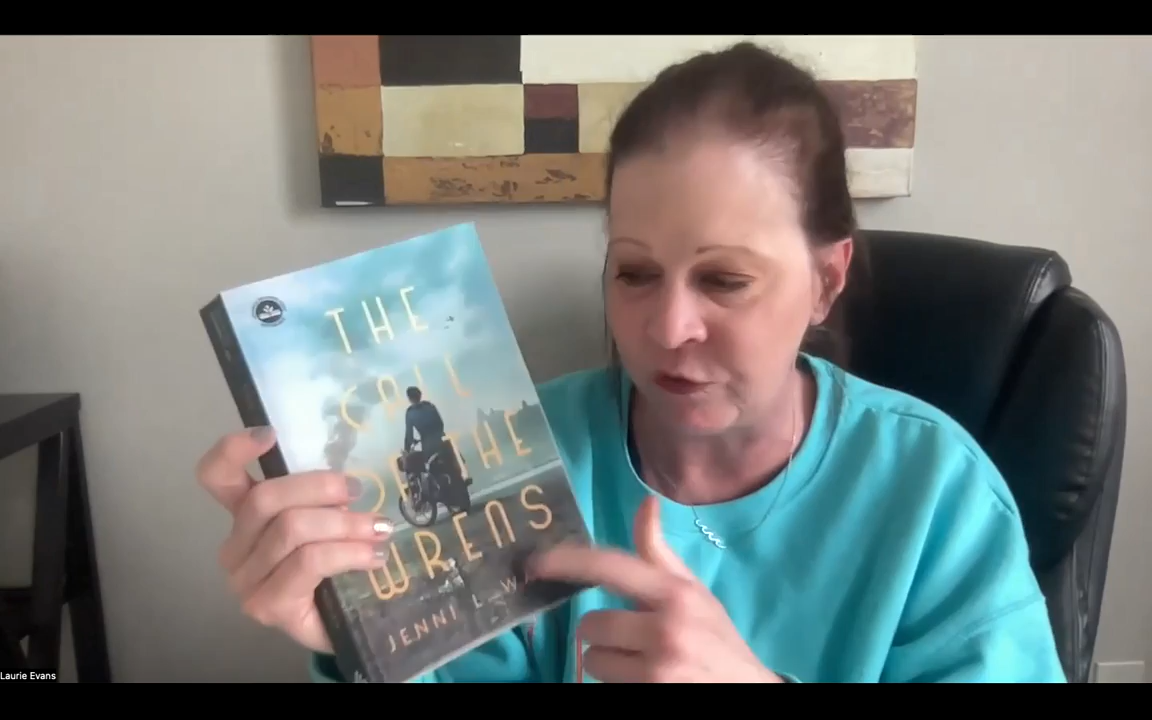 THE
CALL
OF THE
WRENS
JENNI L
Laurie Evans